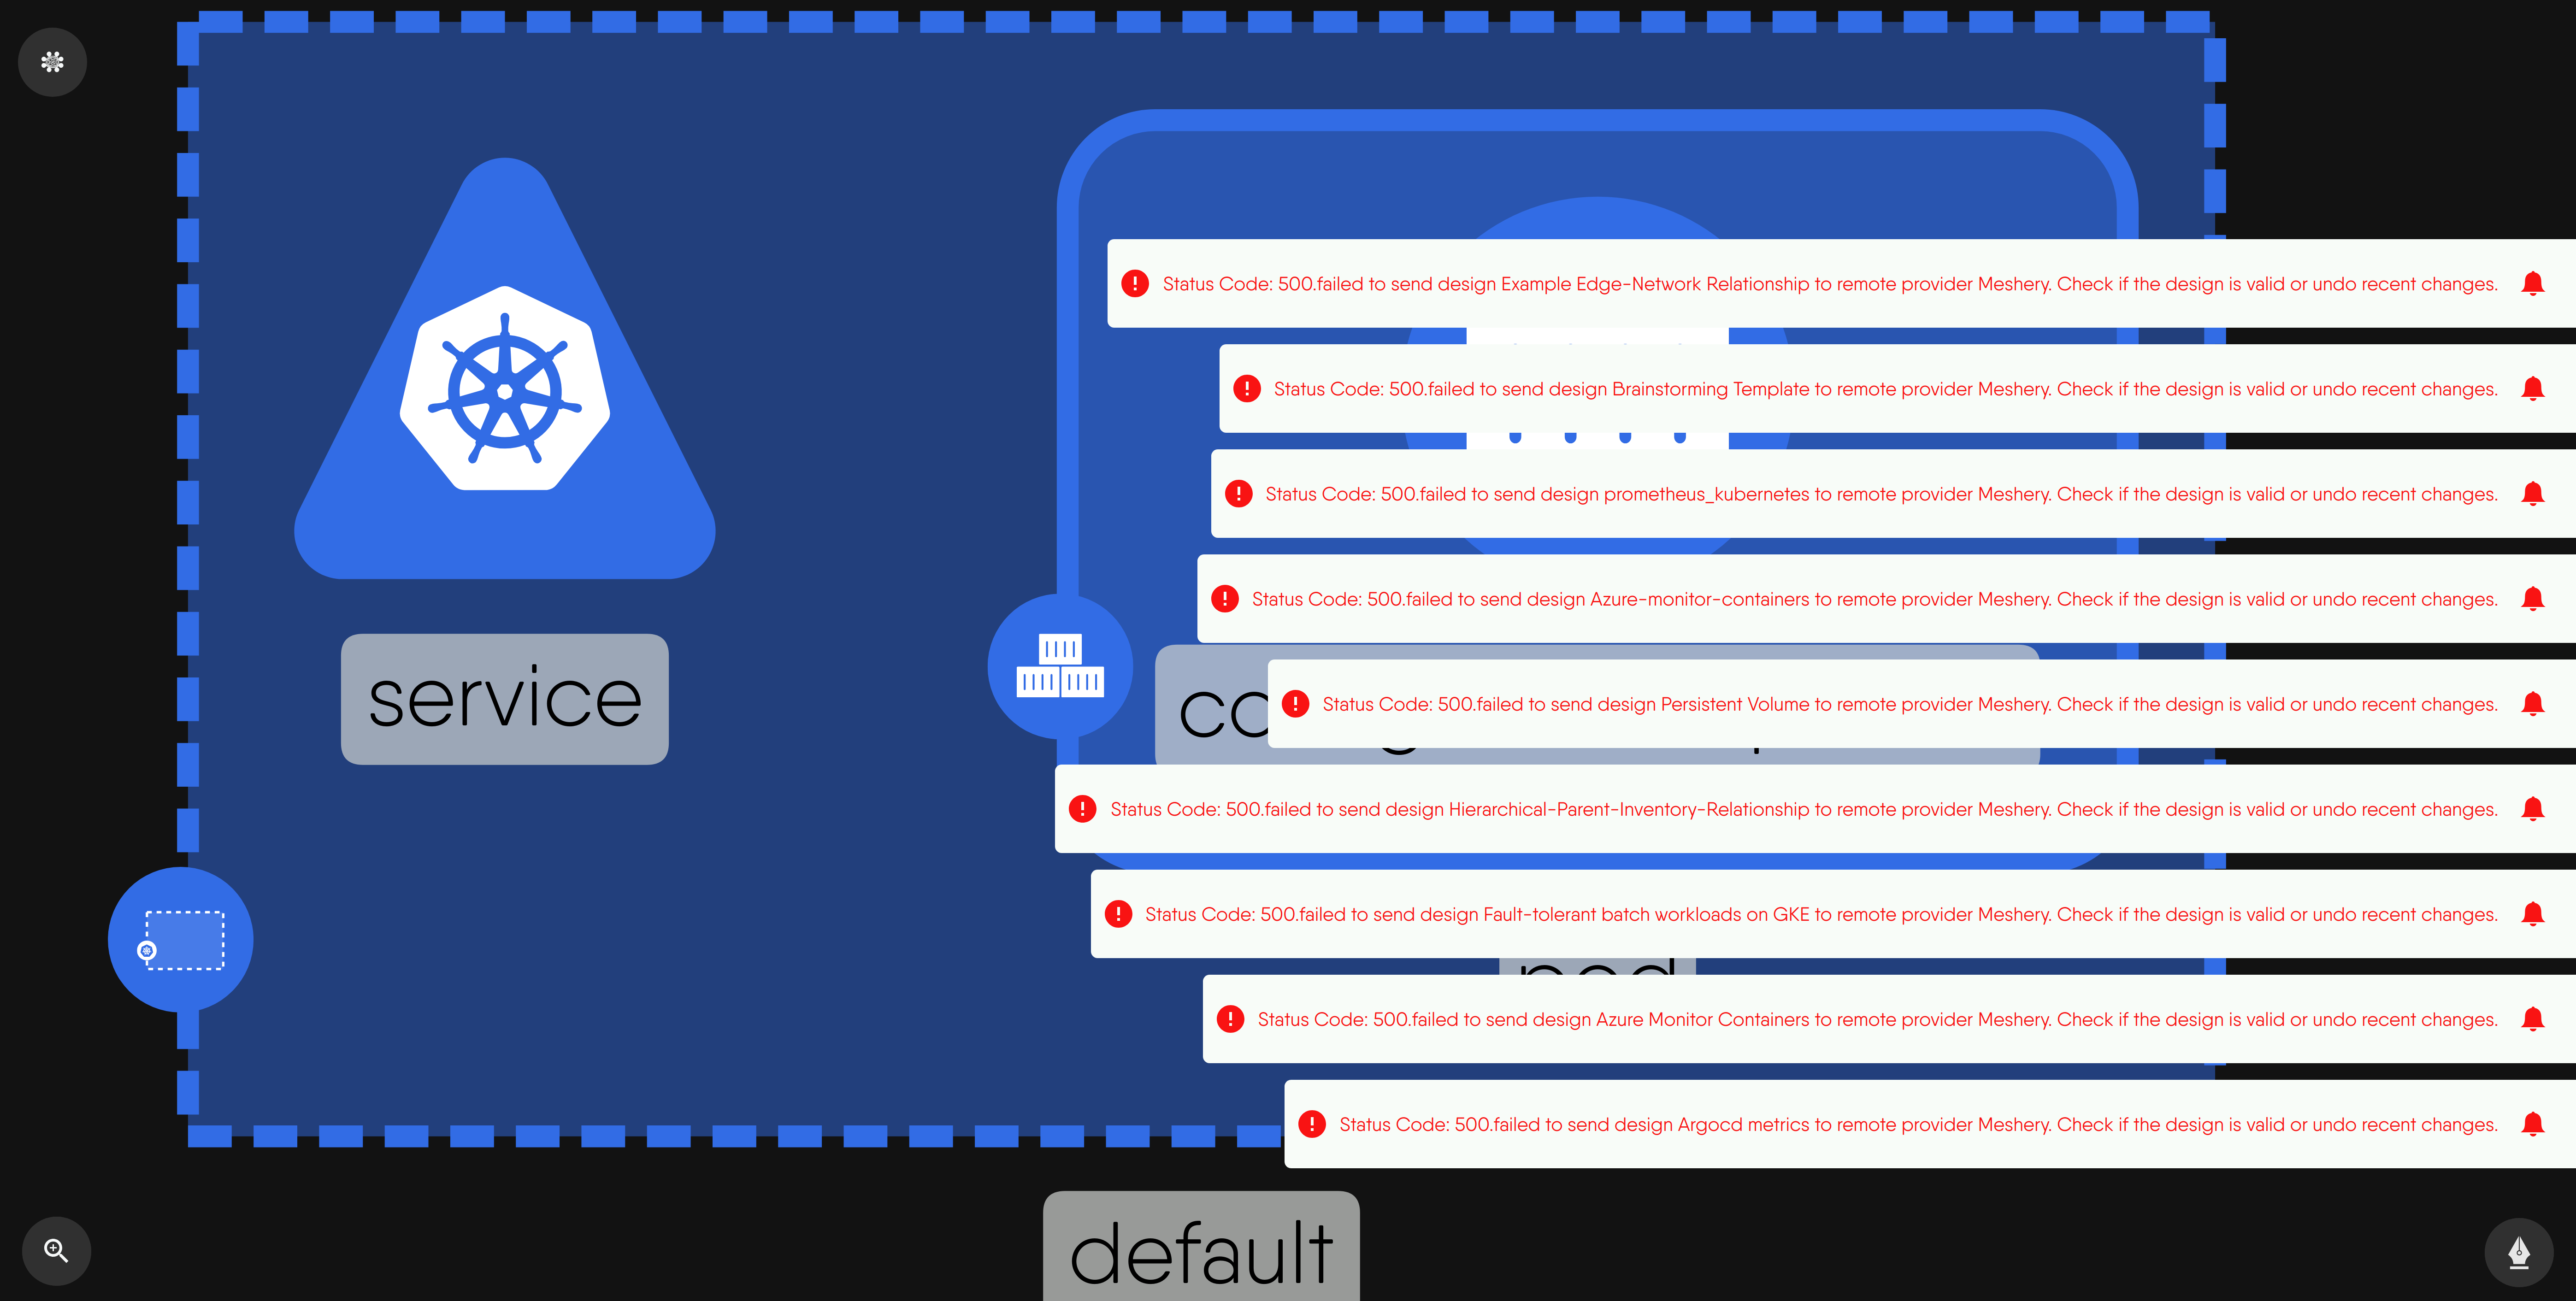 Status Code: 500.failed to send design Example Edge-Network Relationship to remote provider Meshery. Check if the design is valid or undo recent changes.
Status Code: 500.failed to send design Brainstorming Template to remote provider Meshery. Check if the design is valid or undo recent changes.
Status Code: 500.failed to send design prometheus_kubernetes to remote provider Meshery. Check if the design is valid or undo recent changes.
Status Code: 500.failed to send design Azure-monitor-containers to remote provider Meshery. Check if the design is valid or undo recent changes.
service
Status Code: 500.failed to send design Persistent Volume to remote provider Meshery. Check if the design is valid or undo recent changes.
Status Code: 500.failed to send design Hierarchical-Parent-Inventory-Relationship to remote provider Meshery. Check if the design is valid or undo recent changes.
Status Code: 500.failed to send design Fault-tolerant batch workloads on GKE to remote provider Meshery. Check if the design is valid or undo recent changes.
Status Code: 500.failed to send design Azure Monitor Containers to remote provider Meshery. Check if the design is valid or undo recent changes.
Status Code: 500.failed to send design Argocd metrics to remote provider Meshery. Check if the design is valid or undo recent changes.
default